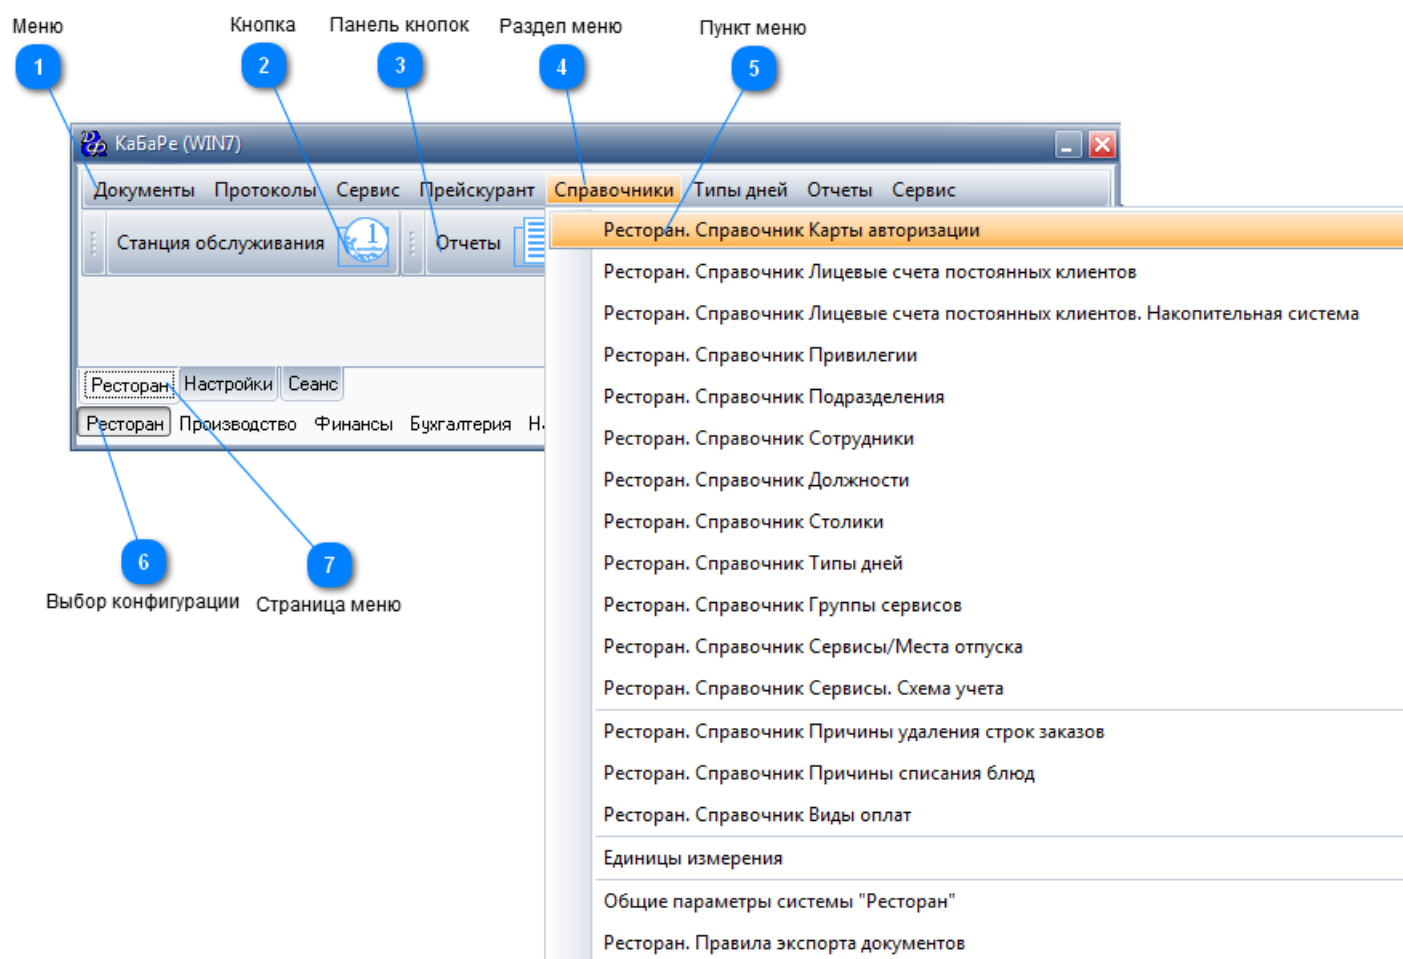 Меню
Кнопка
Панель кнопок
Раздел меню
Пункт меню
1
2
3
4
5
КаБаРе (WIN7)
Документы Протоколы Сервис Прейскурант Справочники Типы дней Отчеты Сервис
Станция обслуживания 1 Отчеты
Ресторан. Справочник Карты авторизации
Ресторан. Справочник Лицевые счета постоянных клиентов
Ресторан. Справочник Лицевые счета постоянных клиентов. Накопительная система
Ресторан. Справочник Привилегии
Ресторан. Справочник Подразделения
Ресторан. Справочник Сотрудники
Ресторан. Справочник Должности
Ресторан. Справочник Столики
Ресторан. Справочник Типы дней
Ресторан. Справочник Группы сервисов
Ресторан. Справочник Сервисы/Места отпуска
Ресторан. Справочник Сервисы. Схема учета
Ресторан. Справочник Причины удаления строк заказов
Ресторан. Справочник Причины списания блюд
Ресторан. Справочник Виды оплат
Единицы измерения
Общие параметры системы "Ресторан"
Ресторан. Правила экспорта документов
Ресторан Настройки Сеанс
Ресторан Производство Финансы Бухгалтерия
6
7
Выбор конфигурации
Страница меню